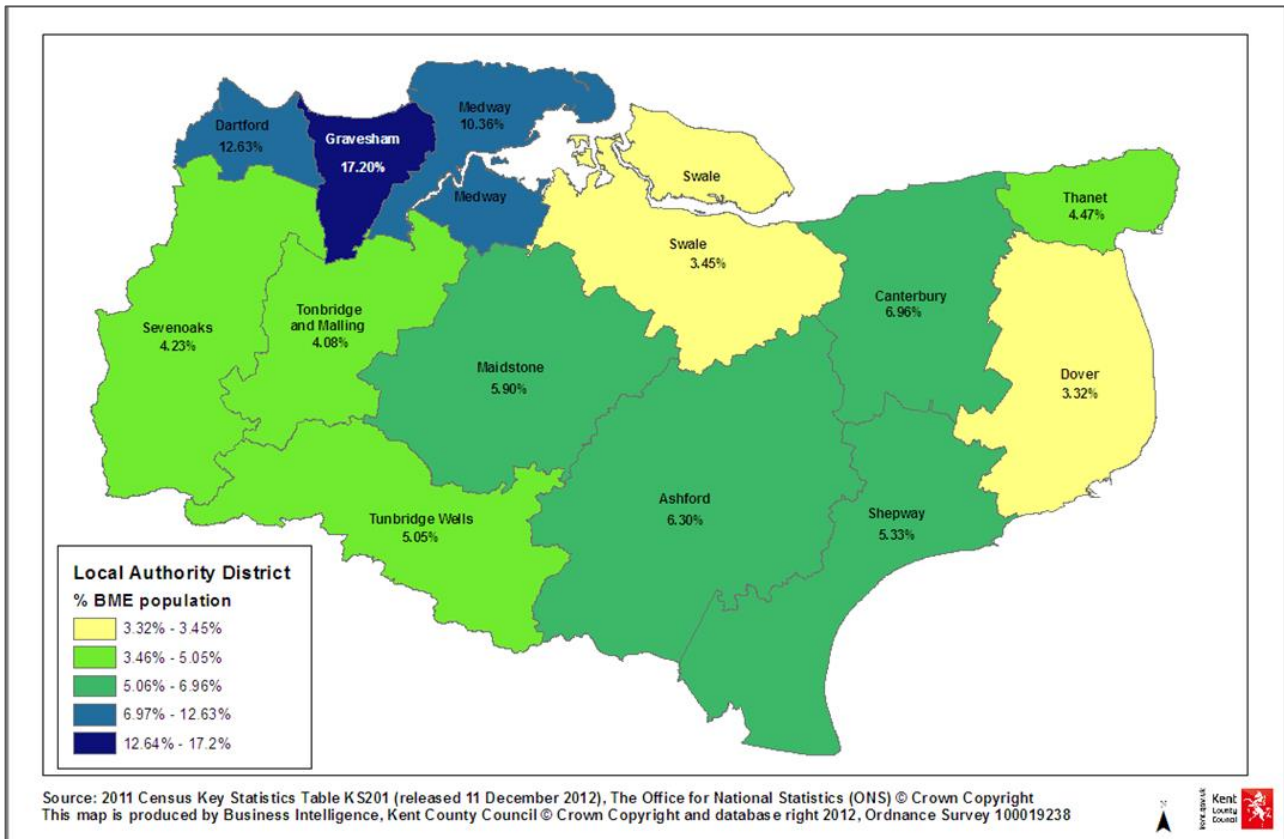 Medway
10.36%
Dartford
12.63%
Gravesham
17.20%
Medway
Swale
Swale
3.45%
Thanet
4.47%
Canterbury
6.96%
Sevenoaks
4.23%
Tonbridge
and Malling
4.08%
Maidstone
5.90%
Dover
3.32%
Ashford
6.30%
Shepway
5.33%
Tunbridge Wells
5.05%
Local Authority District
% BME population
3.32% - 3.45%
3.46% - 5.05%
5.06% - 6.96%
6.97% - 12.63%
12.64% - 17.2%
Source: 2011 Census Key Statistics Table KS201 (released 11 December 2012), The Office for National Statistics (ONS) © Crown Copyright
This map is produced by Business Intelligence, Kent County Council © Crown Copyright and database right 2012, Ordnance Survey 100019238
Kent
County
Council